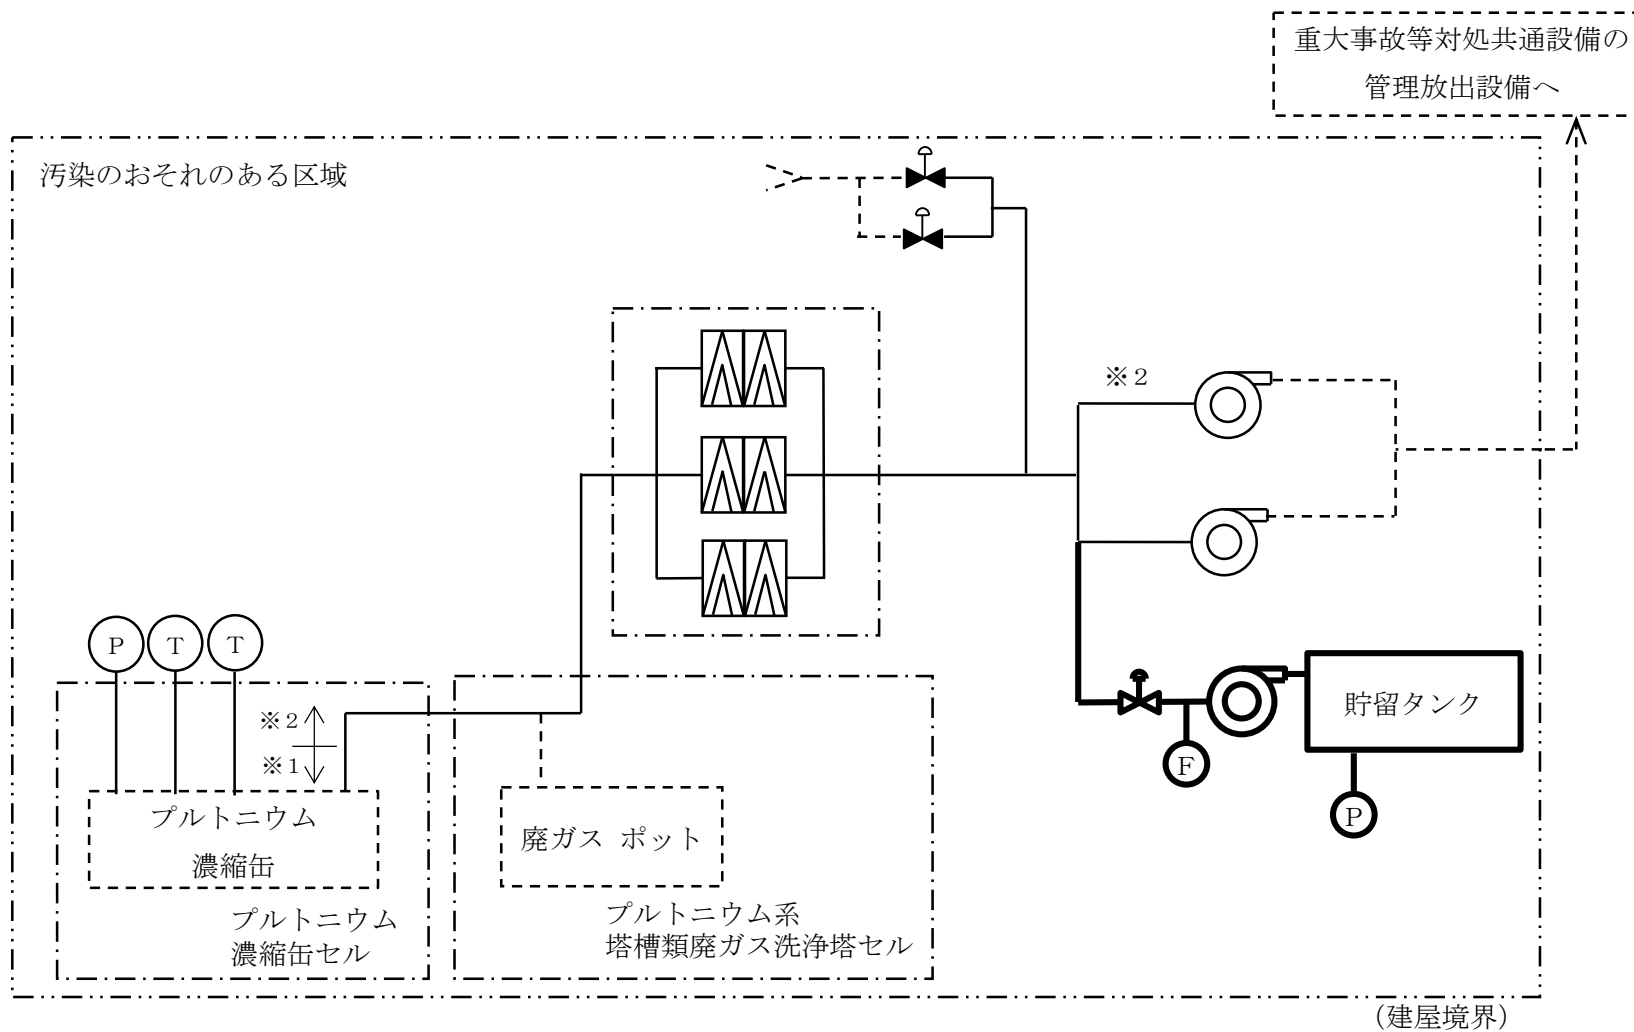 重大事故等対処共通設備の
管理放出設備へ
汚染のおそれのある区域
※2
P
T
T
※2
※1
プルトニウム
濃縮缶
プルトニウム
濃縮缶セル
廃ガス ポット
プルトニウム系
塔槽類廃ガス洗浄塔セル
貯留タンク
F
P
(建屋境界)